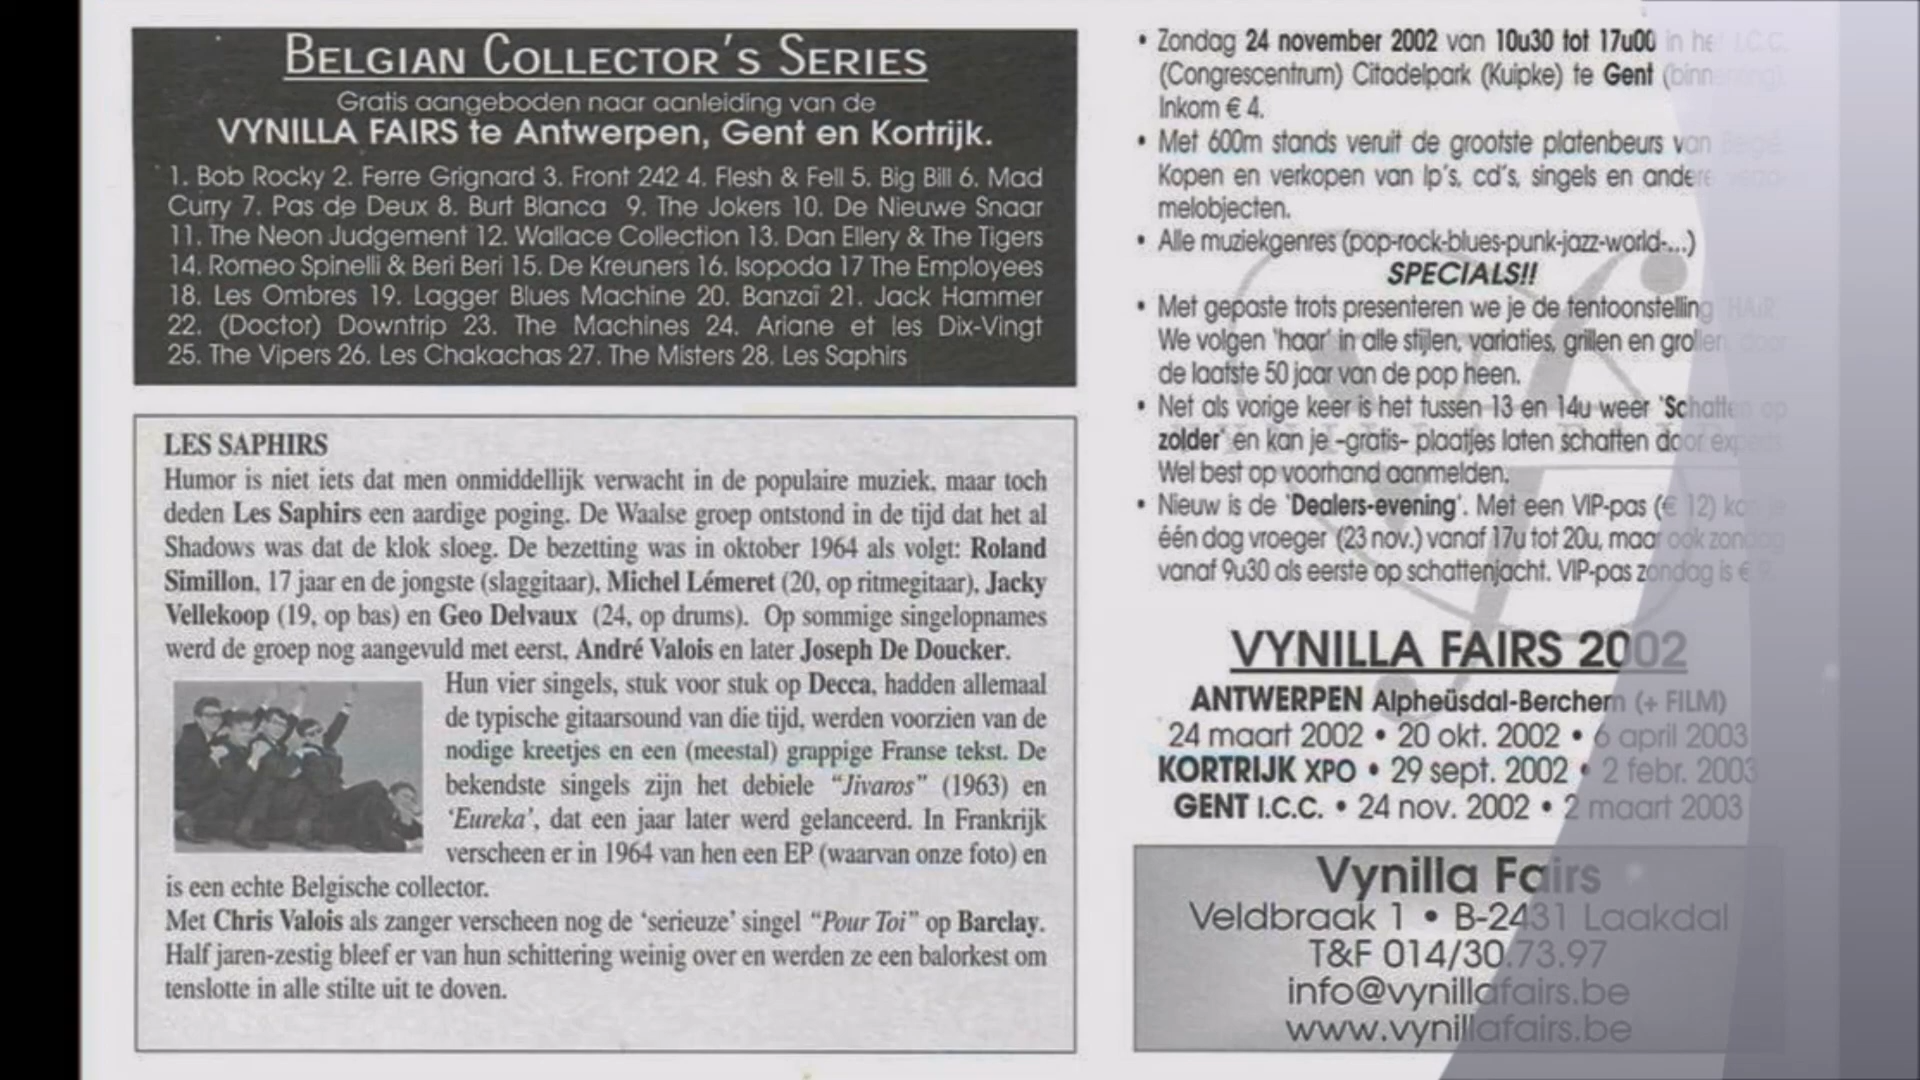 BELGIAN COLLECTOR'S SERIES
Gratis aangeboden naar aanleiding van de
VYNILLA FAIRS te Antwerpen, Gent en Kortrijk.
1. Bob Rocky 2. Ferre Grignard 3. Front 242 4. Flesh & Fell 5. Big Bill 6. Mad
Curry 7. Pas de Deux 8. Burt Blanca 9. The Jokers 10. De Nieuwe Snaar
11. The Neon Judgement 12. Wallace Collection 13. Dan Ellery & The Tigers
14. Romeo Spinelli & Beri Beri 15. De Kreuners 16. Isopoda 17 The Employees
18. Les Ombres 19. Lagger Blues Machine 20. Banzaï 21. Jack Hammer
22. (Doctor) Downtrip 23. The Machines 24. Ariane et les Dix-Vingt
25. The Vipers 26. Les Chakachas 27. The Misters 28. Les Saphirs
LES SAPHIRS
Humor is niet iets dat men onmiddellijk verwacht in de populaire muziek, maar toch
deden Les Saphirs een aardige poging. De Waalse groep ontstond in de tijd dat het al
Shadows was dat de klok sloeg. De bezetting was in oktober 1964 als volgt: Roland
Simillon, 17 jaar en de jongste (slaggitaar), Michel Lémeret (20, op ritmegitaar), Jacky
Vellekoop (19, op bas) en Geo Delvaux (24, op drums). Op sommige singelopnames
werd de groep nog aangevuld met eerst, André Valois en later Joseph De Doucker.
Hun vier singels, stuk voor stuk op Decca, hadden allemaal
de typische gitaarsound van die tijd, werden voorzien van de
nodige kreetjes en een (meestal) grappige Franse tekst. De
bekendste singels zijn het debiele "Jivaros" (1963) en
'Eureka', dat een jaar later werd gelanceerd. In Frankrijk
verscheen er in 1964 van hen een EP (waarvan onze foto) en
is een echte Belgische collector.
Met Chris Valois als zanger verscheen nog de 'serieuze' singel "Pour Toi" op Barclay.
Half jaren-zestig bleef er van hun schittering weinig over en werden ze een balorkest om
tenslotte in alle stilte uit te doven.
• Zondag 24 november 2002 van 10u30 tot 17u00 in het I.C.C.
(Congrescentrum) Citadelpark (Kuipke) te Gent
Inkom € 4.
• Met 600m stands veruit de grootste platenbeurs van België.
Kopen en verkopen van lp's, cd's, singels en andere
melobjecten.
• Alle muziekgenres (pop-rock-blues-punk-jazz-world-...)
SPECIALS!!
• Met gepaste trots presenteren we je de tentoonstelling 'HAIR'.
We volgen 'haar' in alle stijlen, variaties, grillen en grollen door
de laatste 50 jaar van de pop heen.
• Net als vorige keer is het tussen 13 en 14u weer 'Schatten op
zolder' en kan je -gratis- plaatjes laten schatten door experts.
Wel best op voorhand aanmelden.
• Nieuw is de 'Dealers-evening'. Met een VIP-pas (€ 12) kan je
één dag vroeger (23 nov.) vanaf 17u tot 20u, maar ook zondag
vanaf 9u30 als eerste op schattenjacht. VIP-pas zondag is €
VYNILLA FAIRS 2002
ANTWERPEN Alpheüsdal-Berchem (+ FILM)
24 maart 2002 • 20 okt. 2002 • 6 april 2003
KORTRIJK XPO • 29 sept. 2002 • 2 febr. 2003
GENT I.C.C. • 24 nov. 2002 • 2 maart 2003
Vynilla Fairs
Veldbraak 1 • B-2431 Laakdal
T&F 014/30.73.97
info@vynillafairs.be
www.vynillafairs.be